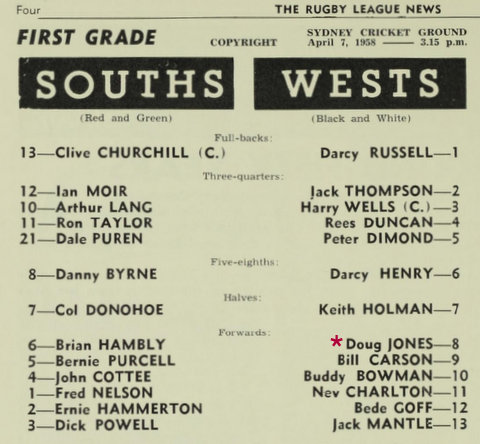 Four THE RUGBY LEAGUE NEWS
FIRST GRADE COPYRIGHT SYDNEY CRICKET GROUND
April 7, 1958 —— 3.15 p.m.
SOUTHS WESTS
(Red and Green) (Black and White)
Full-backs:
13—Clive CHURCHILL (C.) Darcy RUSSELL—1
Three-quarters:
12—Ian MOIR Jack THOMPSON—2
10—Arthur LANG Harry WELLS (C.)—3
11—Ron TAYLOR Rees DUNCAN—4
21—Dale PUREN Peter DIMOND—5
Five-eighths:
8—Danny BYRNE Darcy HENRY—6
Halves:
7—Col DONOHOE Keith HOLMAN—7
Forwards:
6—Brian HAMBLY *Doug JONES—8
5—Bernie PURCELL Bill CARSON—9
4—John COTTEE Buddy BOWMAN—10
1—Fred NELSON Nev CHARLTON—11
2—Ernie HAMMERTON Bede GOFF—12
3—Dick POWELL Jack MANTLE—13